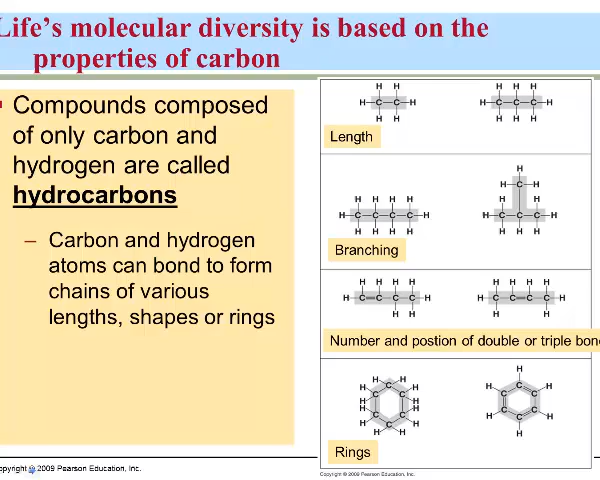 Life's molecular diversity is based on the
properties of carbon
Compounds composed
of only carbon and
hydrogen are called
hydrocarbons
– Carbon and hydrogen
atoms can bond to form
chains of various
lengths, shapes or rings
H H
H C C H
H H
H H H
H C C C H
H H H
Length
H H H H
H C C C C H
H H H H
H
H C H
H H
H C C C H
H H H
Branching
H H H H
H C C C C H
H H
H H H H
H C C C C H
H H
Number and postion of double or triple bon
Rings
opyright © 2009 Pearson Education, Inc.
Copyright © 2009 Pearson Education, Inc.